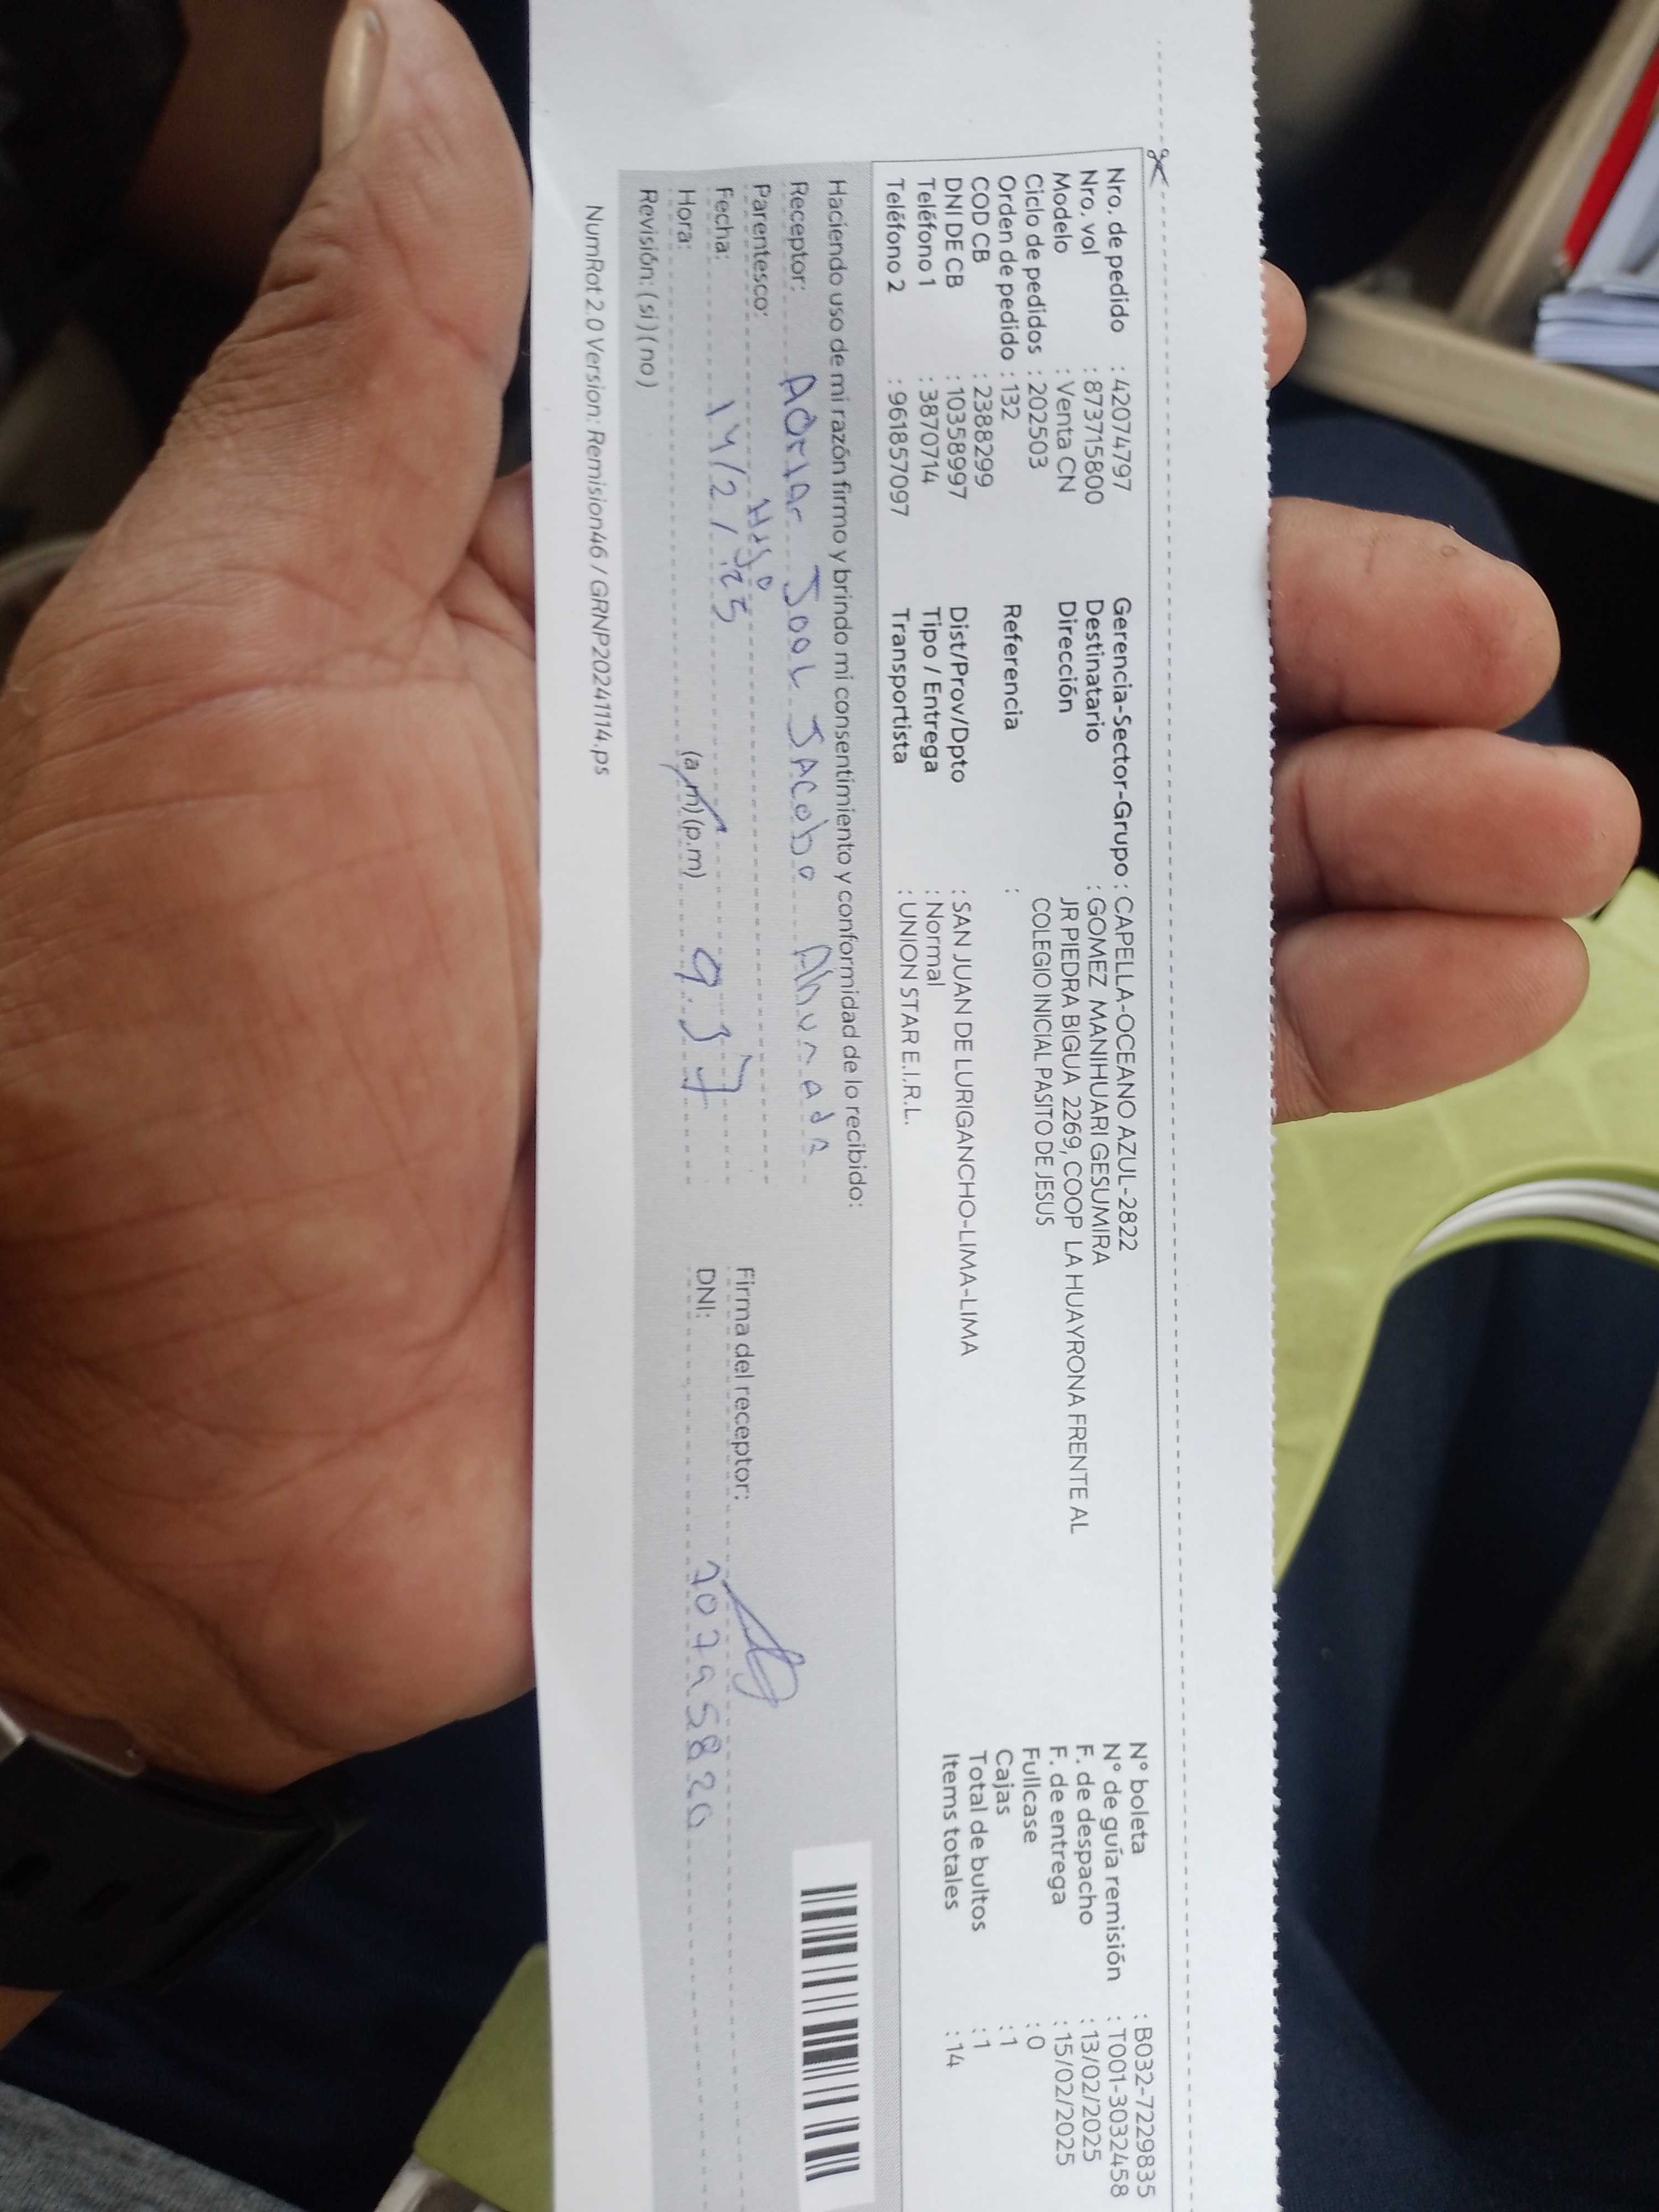 Nro. de pedido : 42074797
Nro. vol : 873715800
Modelo : Venta CN
Ciclo de pedidos : 202503
Orden de pedido : 132
COD CB : 2388299
DNI DE CB : 10358997
Teléfono 1 : 3870714
Teléfono 2 : 961857097
Gerencia-Sector-Grupo : CAPELLA-OCEANO AZUL-2822
Destinatario : GOMEZ MANIHUARI GESUMIRA
Dirección : JR PIEDRA BIGUA 2269, COOP LA HUAYRONA FRENTE AL
COLEGIO INICIAL PASITO DE JESUS
Referencia :
Dist/Prov/Dpto : SAN JUAN DE LURIGANCHO-LIMA-LIMA
Tipo / Entrega : Normal
Transportista : UNION STAR E.I.R.L.
N° boleta : B032-7229835
N° de guía remisión : T001-3032458
F. de despacho : 13/02/2025
F. de entrega : 15/02/2025
Fullcase : 0
Cajas : 1
Total de bultos : 1
Items totales : 14
Haciendo uso de mi razón firmo y brindo mi consentimiento y conformidad de lo recibido:
Receptor: Joel Jacobo
Parentesco: Hijo
Fecha: 14/2/25
Hora: (a.m)(p.m) 9:37
Revisión: (si) (no)
Firma del receptor:
DNI:
NumRot 2.0 Version: Remision46 / GRNP20241114.ps